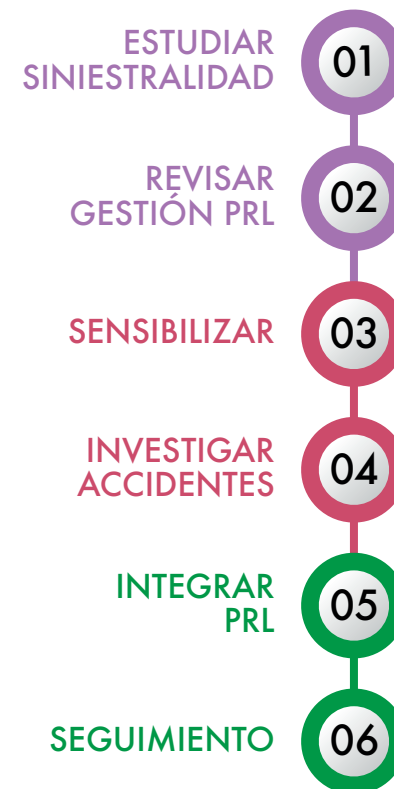 ESTUDIAR
SINIESTRALIDAD
01
REVISAR
GESTIÓN PRL
02
SENSIBILIZAR
03
INVESTIGAR
ACCIDENTES
04
INTEGRAR
PRL
05
SEGUIMIENTO
06